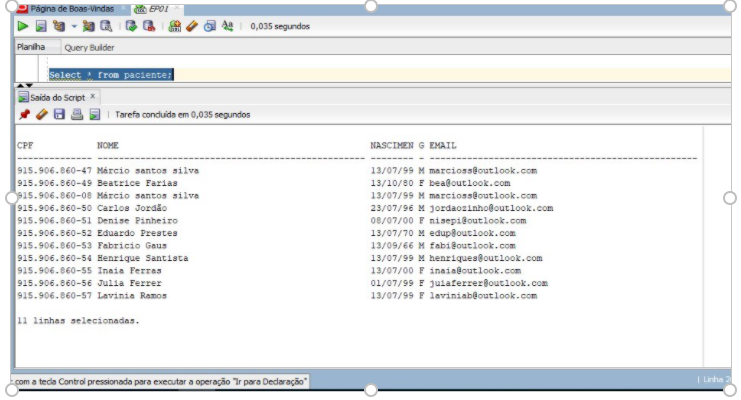 Página de Boas-Vindas EP01
0,035 segundos
Planilha Query Builder
Select * from paciente;
Saída do Script
Tarefa concluída em 0,035 segundos
CPF NOME NASCIMEN G EMAIL
915.906.860-47 Márcio santos silva 13/07/99 M marcioss@outlook.com
915.906.860-49 Beatrice Farias 13/10/80 F bea@outlook.com
915.906.860-08 Márcio santos silva 13/07/99 M marcioss@outlook.com
915.906.860-50 Carlos Jordão 23/07/96 M jordaozinho@outlook.com
915.906.860-51 Denise Pinheiro 08/07/00 F nisepi@outlook.com
915.906.860-52 Eduardo Prestes 13/07/70 M edup@outlook.com
915.906.860-53 Fabricio Gaus 13/09/66 M fabi@outlook.com
915.906.860-54 Henrique Santista 13/07/99 M henriques@outlook.com
915.906.860-55 Inaia Ferras 13/07/00 F inaia@outlook.com
915.906.860-56 Julia Ferrer 01/07/99 F juiaferrer@outlook.com
915.906.860-57 Lavinia Ramos 13/07/99 F laviniab@outlook.com
11 linhas selecionadas.
com a tecla Control pressionada para executar a operação "Ir para Declaração"
Linha